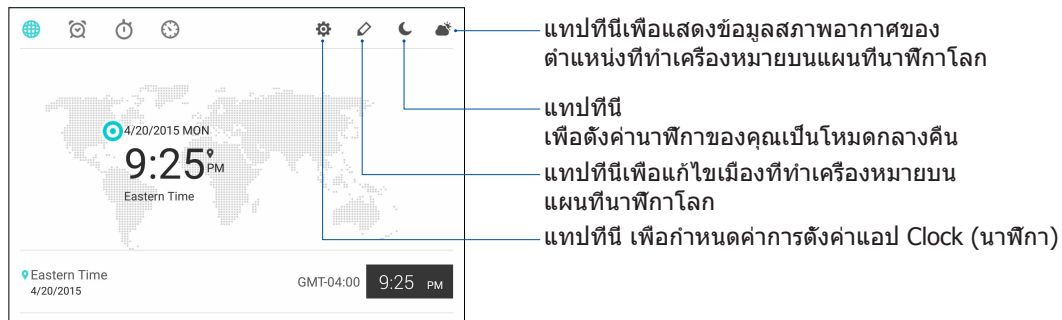 4/20/2015 MON
9:25 PM
Eastern Time
Eastern Time
4/20/2015
GMT-04:00
9:25 PM
แทปที่นี่เพื่อแสดงข้อมูลสภาพอากาศของ
ตำแหน่งที่ทำเครื่องหมายบนแผนที่นาฬิกาโลก
แทปที่นี่
เพื่อตั้งค่านาฬิกาของคุณเป็นโหมดกลางคืน
แทปที่นี่เพื่อแก้ไขเมืองที่ทำเครื่องหมายบน
แผนที่นาฬิกาโลก
แทปที่นี่ เพื่อกำหนดค่าการตั้งค่าแอป Clock (นาฬิกา)